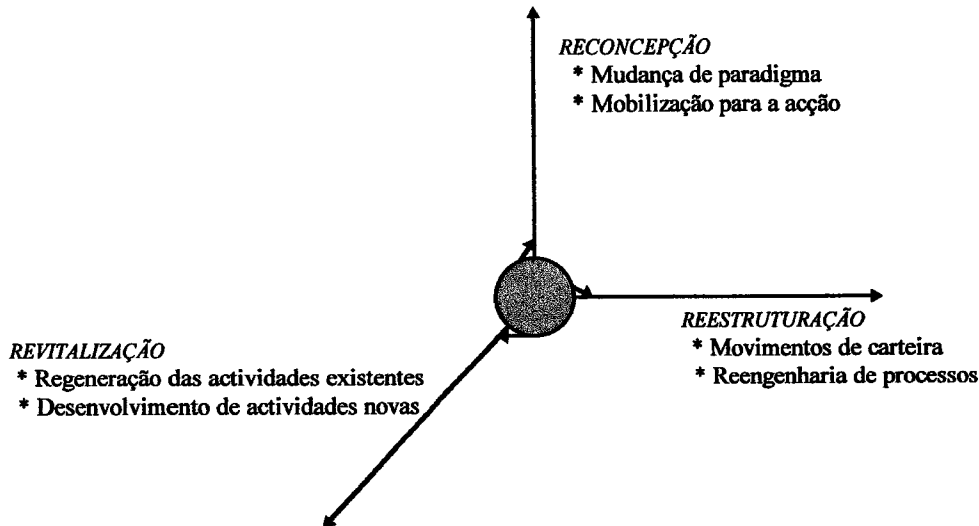 RECONCEPÇÃO
* Mudança de paradigma
* Mobilização para a acção
REESTRUTURAÇÃO
* Movimentos de carteira
* Reengenharia de processos
REVITALIZAÇÃO
* Regeneração das actividades existentes
* Desenvolvimento de actividades novas